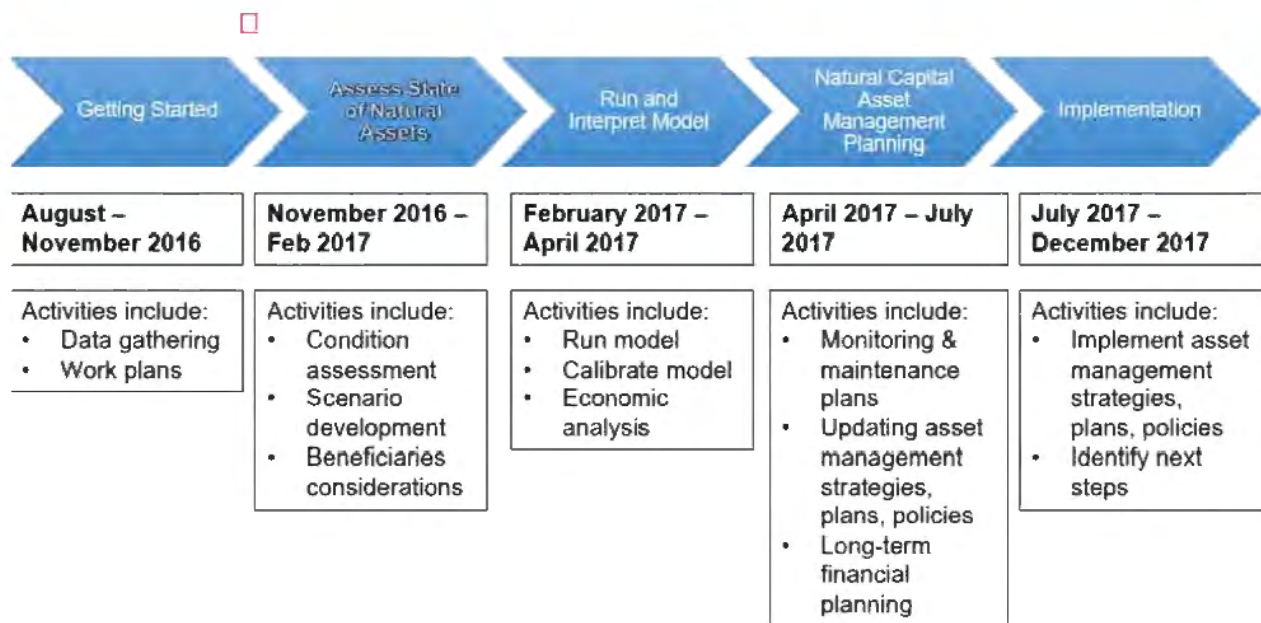 Getting Started
Assess State
of Natural
Assets
Run and
Interpret Model
Natural Capital
Asset
Management
Planning
Implementation
August –
November 2016
November 2016 –
Feb 2017
February 2017 –
April 2017
April 2017 – July
2017
July 2017 –
December 2017
Activities include:
• Data gathering
• Work plans
Activities include:
• Condition
assessment
• Scenario
development
• Beneficiaries
considerations
Activities include:
• Run model
• Calibrate model
• Economic
analysis
Activities include:
• Monitoring &
maintenance
plans
• Updating asset
management
strategies,
plans, policies
• Long-term
financial
planning
Activities include:
• Implement asset
management
strategies,
plans, policies
• Identify next
steps